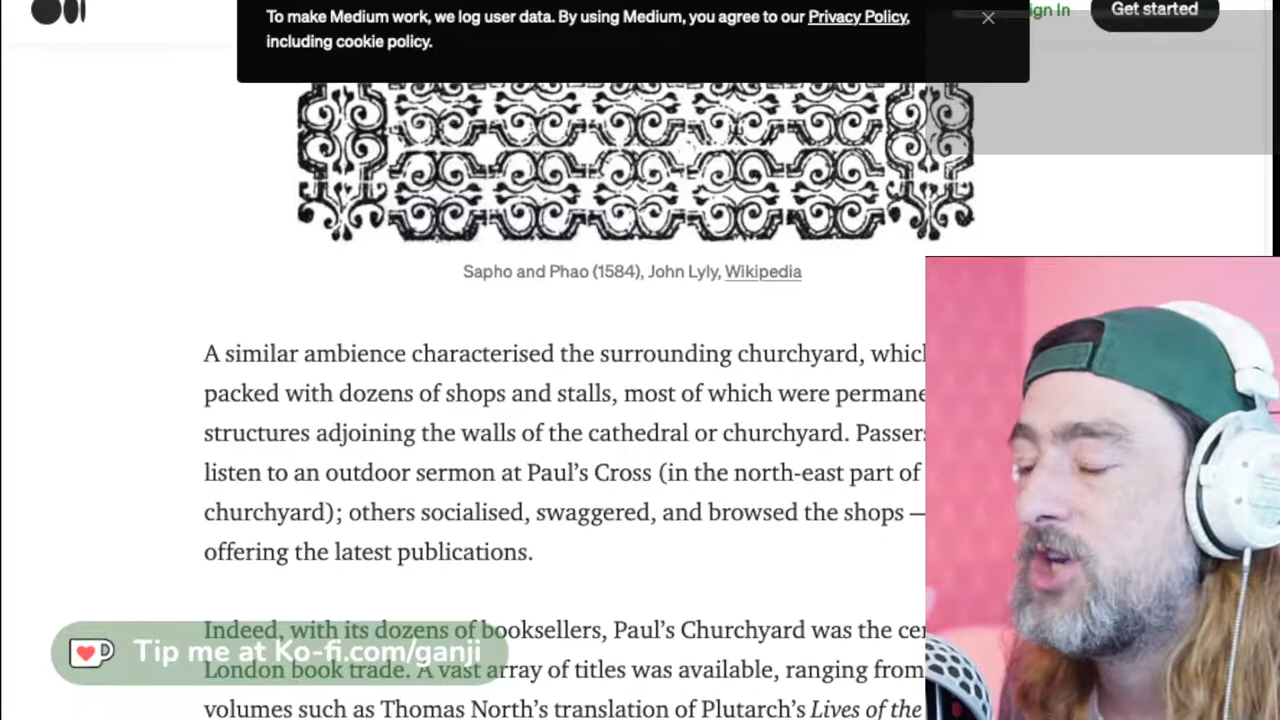 To make Medium work, we log user data. By using Medium, you agree to our Privacy Policy,
including cookie policy.
Get started
Sapho and Phao (1584), John Lyly, Wikipedia
A similar ambience characterised the surrounding churchyard,
packed with dozens of shops and stalls, most of which were
structures adjoining the walls of the cathedral or churchyard.
listen to an outdoor sermon at Paul's Cross (in the north-east part of
churchyard); others socialised, swaggered, and browsed the shops —
offering the latest publications.
Indeed, with its dozens of booksellers, Paul's Churchyard was the
Tip me at Ko-fi.com/ganji
London book trade. A vast array of titles was available, ranging from
volumes such as Thomas North's translation of Plutarch's Lives of the